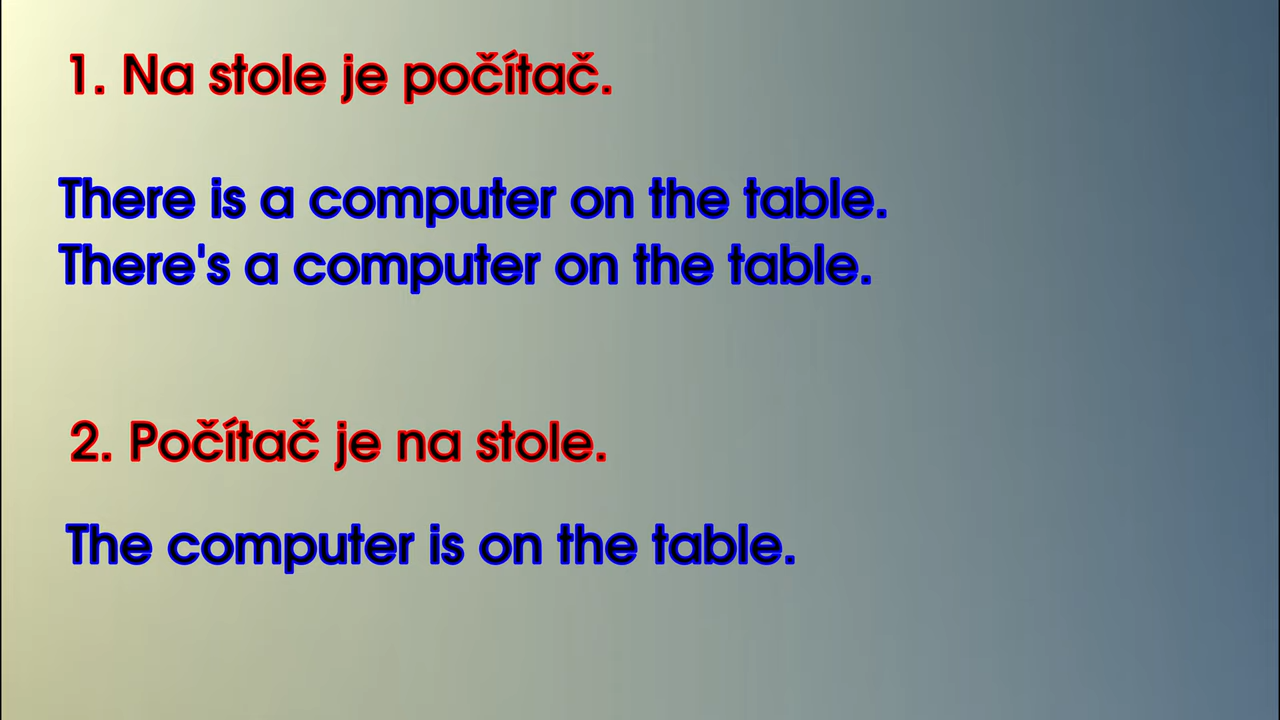 1. Na stole je počítač.
There is a computer on the table.
There's a computer on the table.
2. Počítač je na stole.
The computer is on the table.